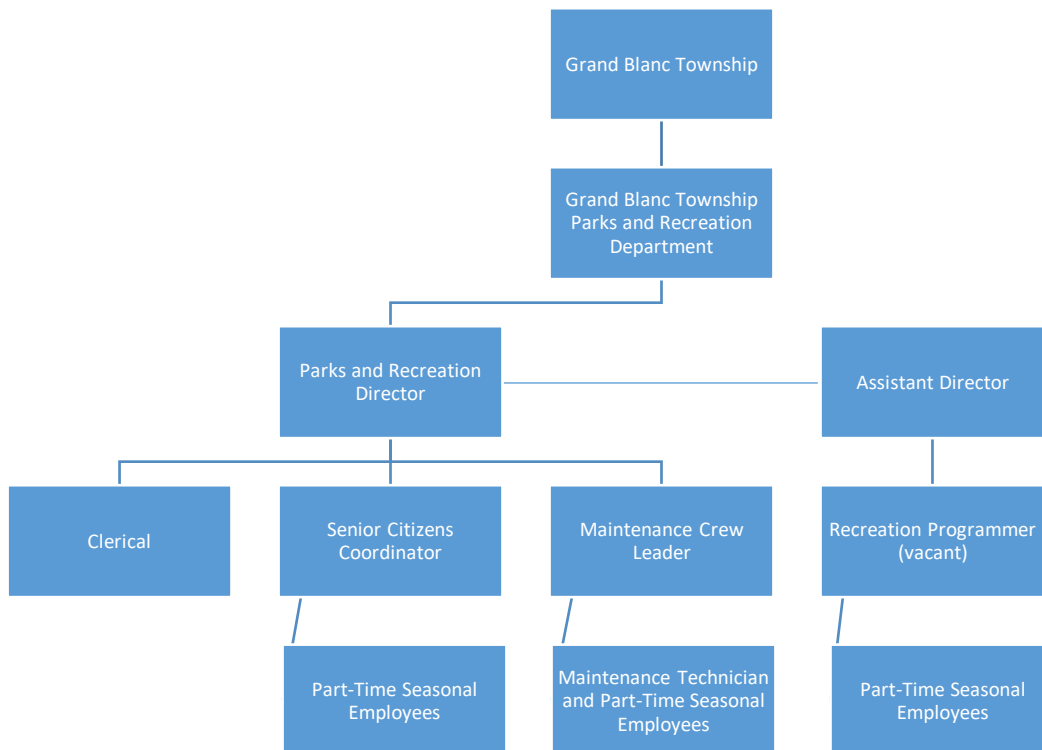 Grand Blanc Township
Grand Blanc Township
Parks and Recreation
Department
Parks and Recreation
Director
Assistant Director
Clerical
Senior Citizens
Coordinator
Maintenance Crew
Leader
Recreation Programmer
(vacant)
Part-Time Seasonal
Employees
Maintenance Technician
and Part-Time Seasonal
Employees
Part-Time Seasonal
Employees